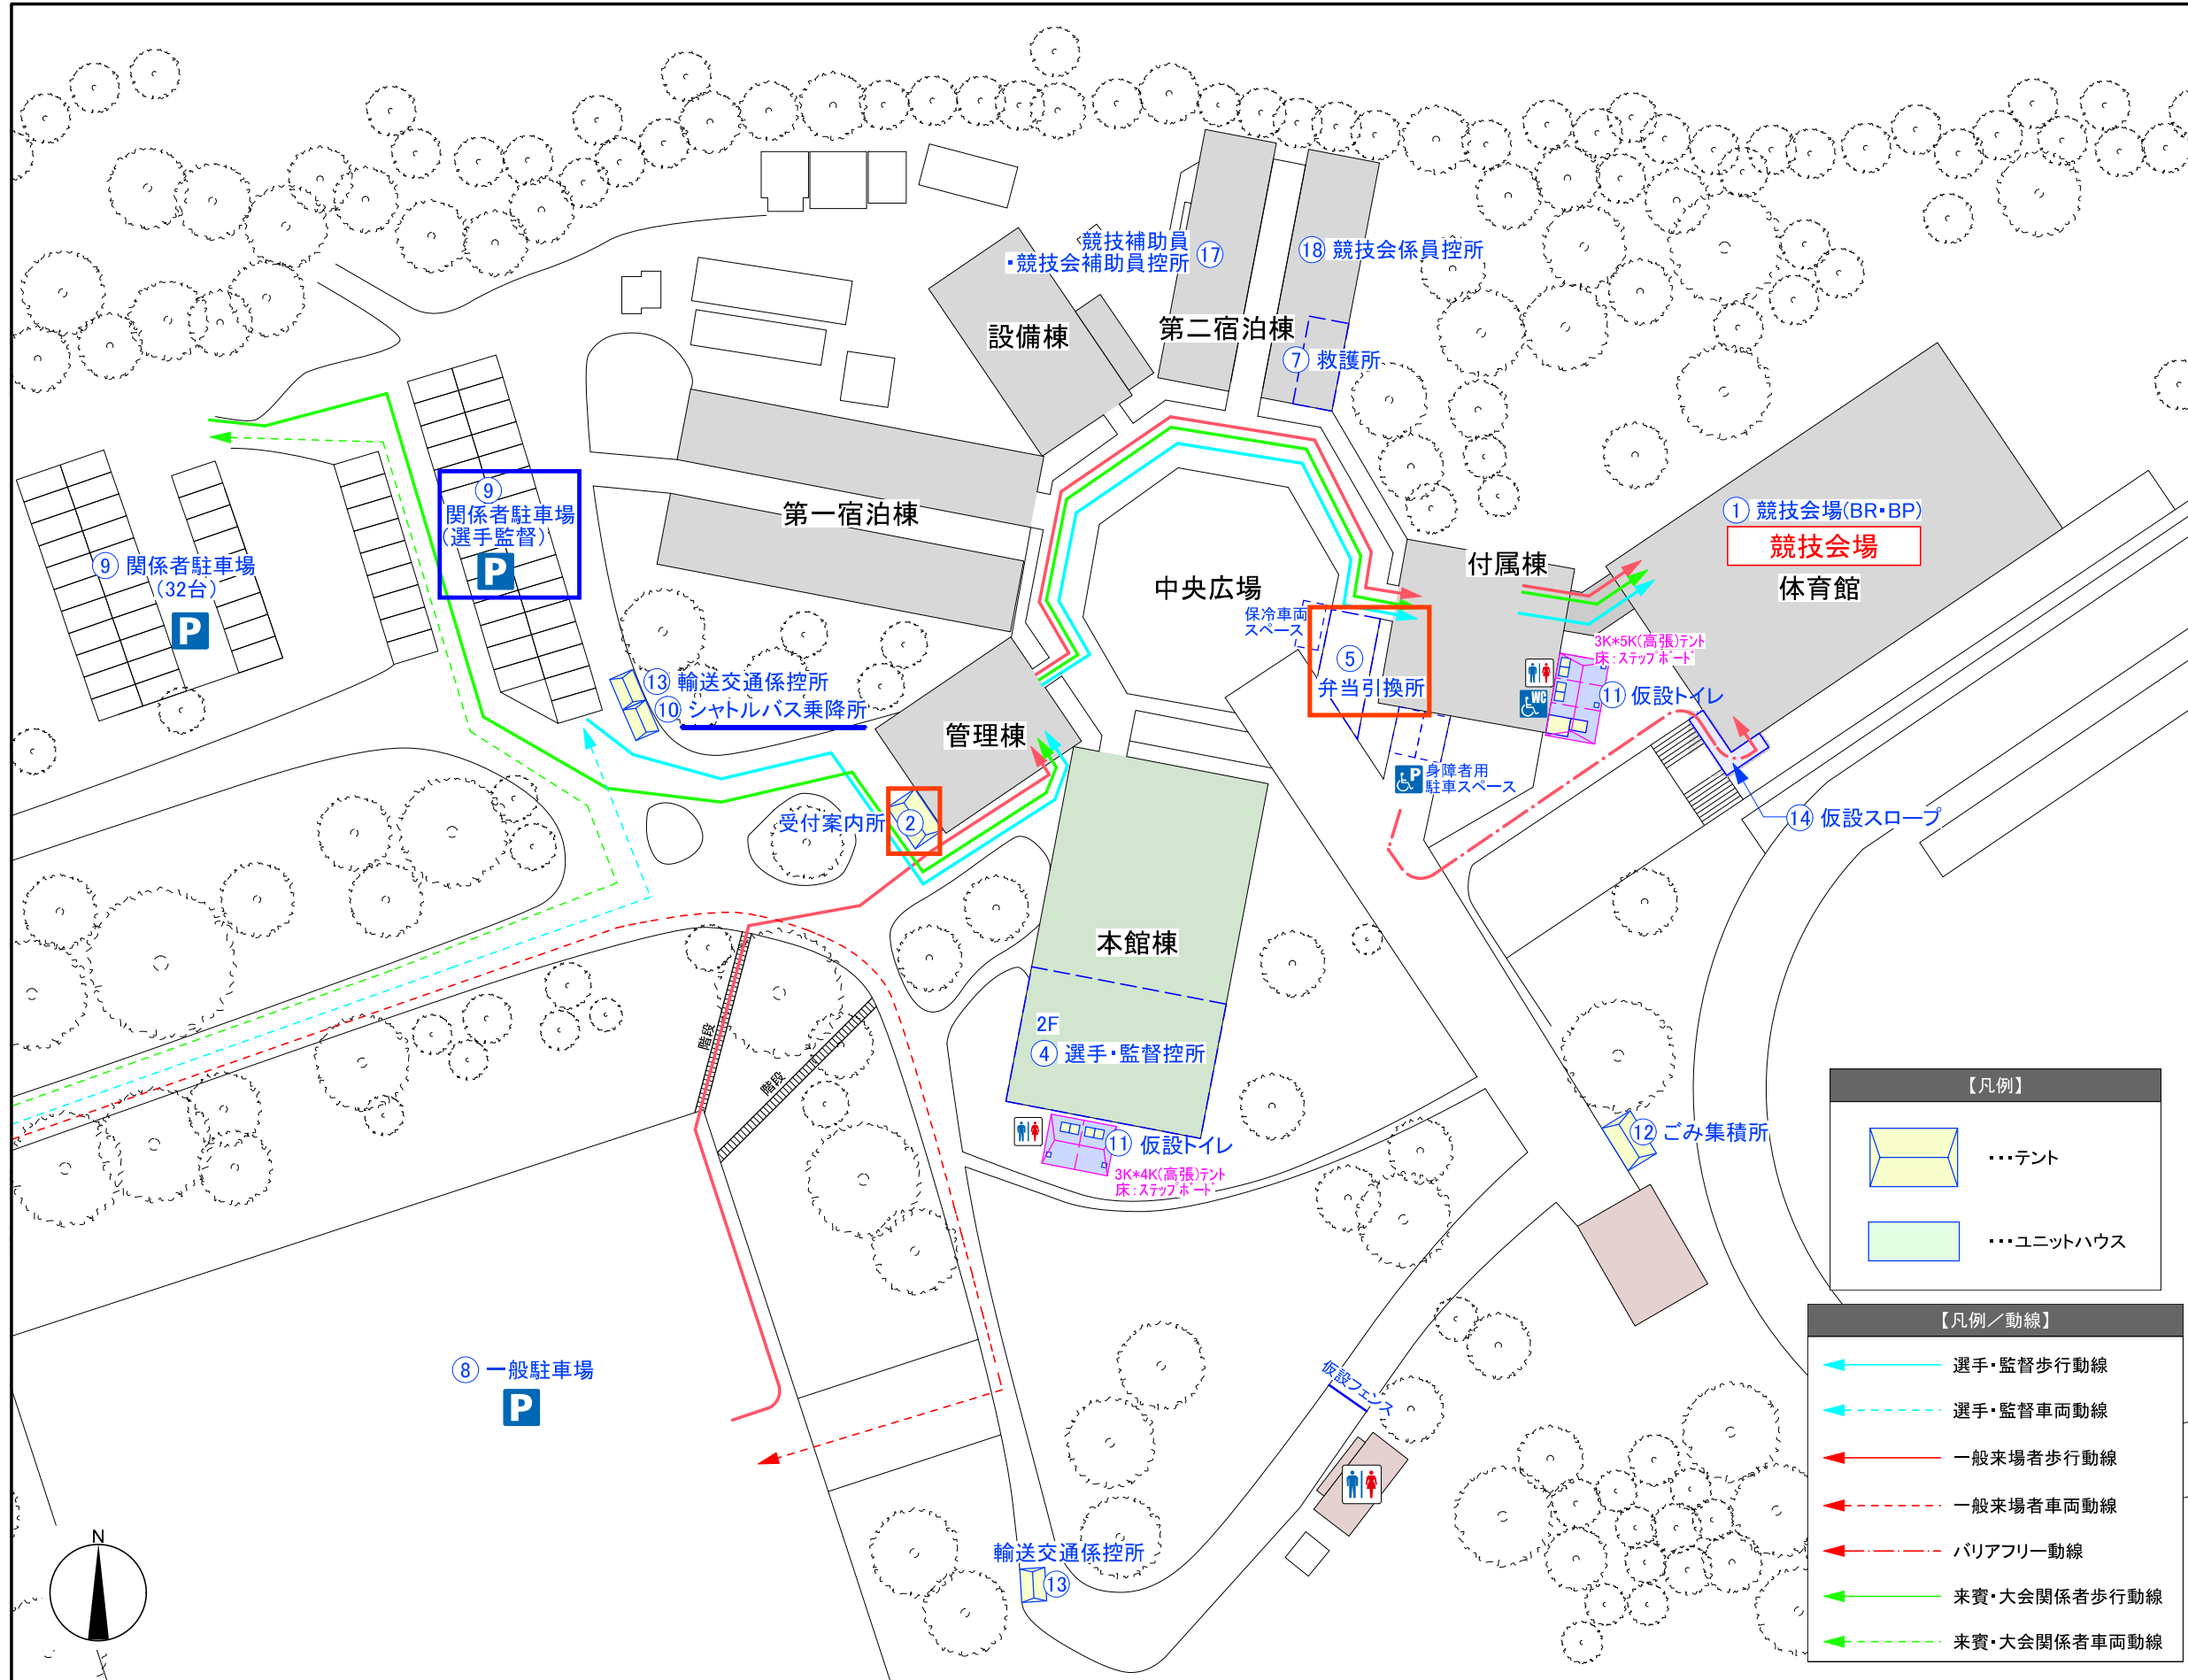 競技補助員
・競技会補助員控所 ⑰
⑱ 競技会係員控所
設備棟
第二宿泊棟
⑦ 救護所
⑨
関係者駐車場
(選手監督)
P
第一宿泊棟
① 競技会場(BR・BP)
競技会場
体育館
付属棟
中央広場
⑨ 関係者駐車場
(32台)
P
保冷車両
スペース
⑤
弁当引換所
3K*5K(高張)テント
床:ステップボード
WC
⑪ 仮設トイレ
⑬ 輸送交通係控所
⑩ シャトルバス乗降所
管理棟
P
身障者用
駐車スペース
受付案内所 ②
⑭ 仮設スロープ
本館棟
階段
階段
2F
④ 選手・監督控所
⑪ 仮設トイレ
3K*4K(高張)テント
床:ステップボード
⑫ ごみ集積所
【凡例】
・・・テント
・・・ユニットハウス
⑧ 一般駐車場
P
仮設フェンス
輸送交通係控所
⑬
N
【凡例/動線】
選手・監督歩行動線
選手・監督車両動線
一般来場者歩行動線
一般来場者車両動線
バリアフリー動線
来賓・大会関係者歩行動線
来賓・大会関係者車両動線